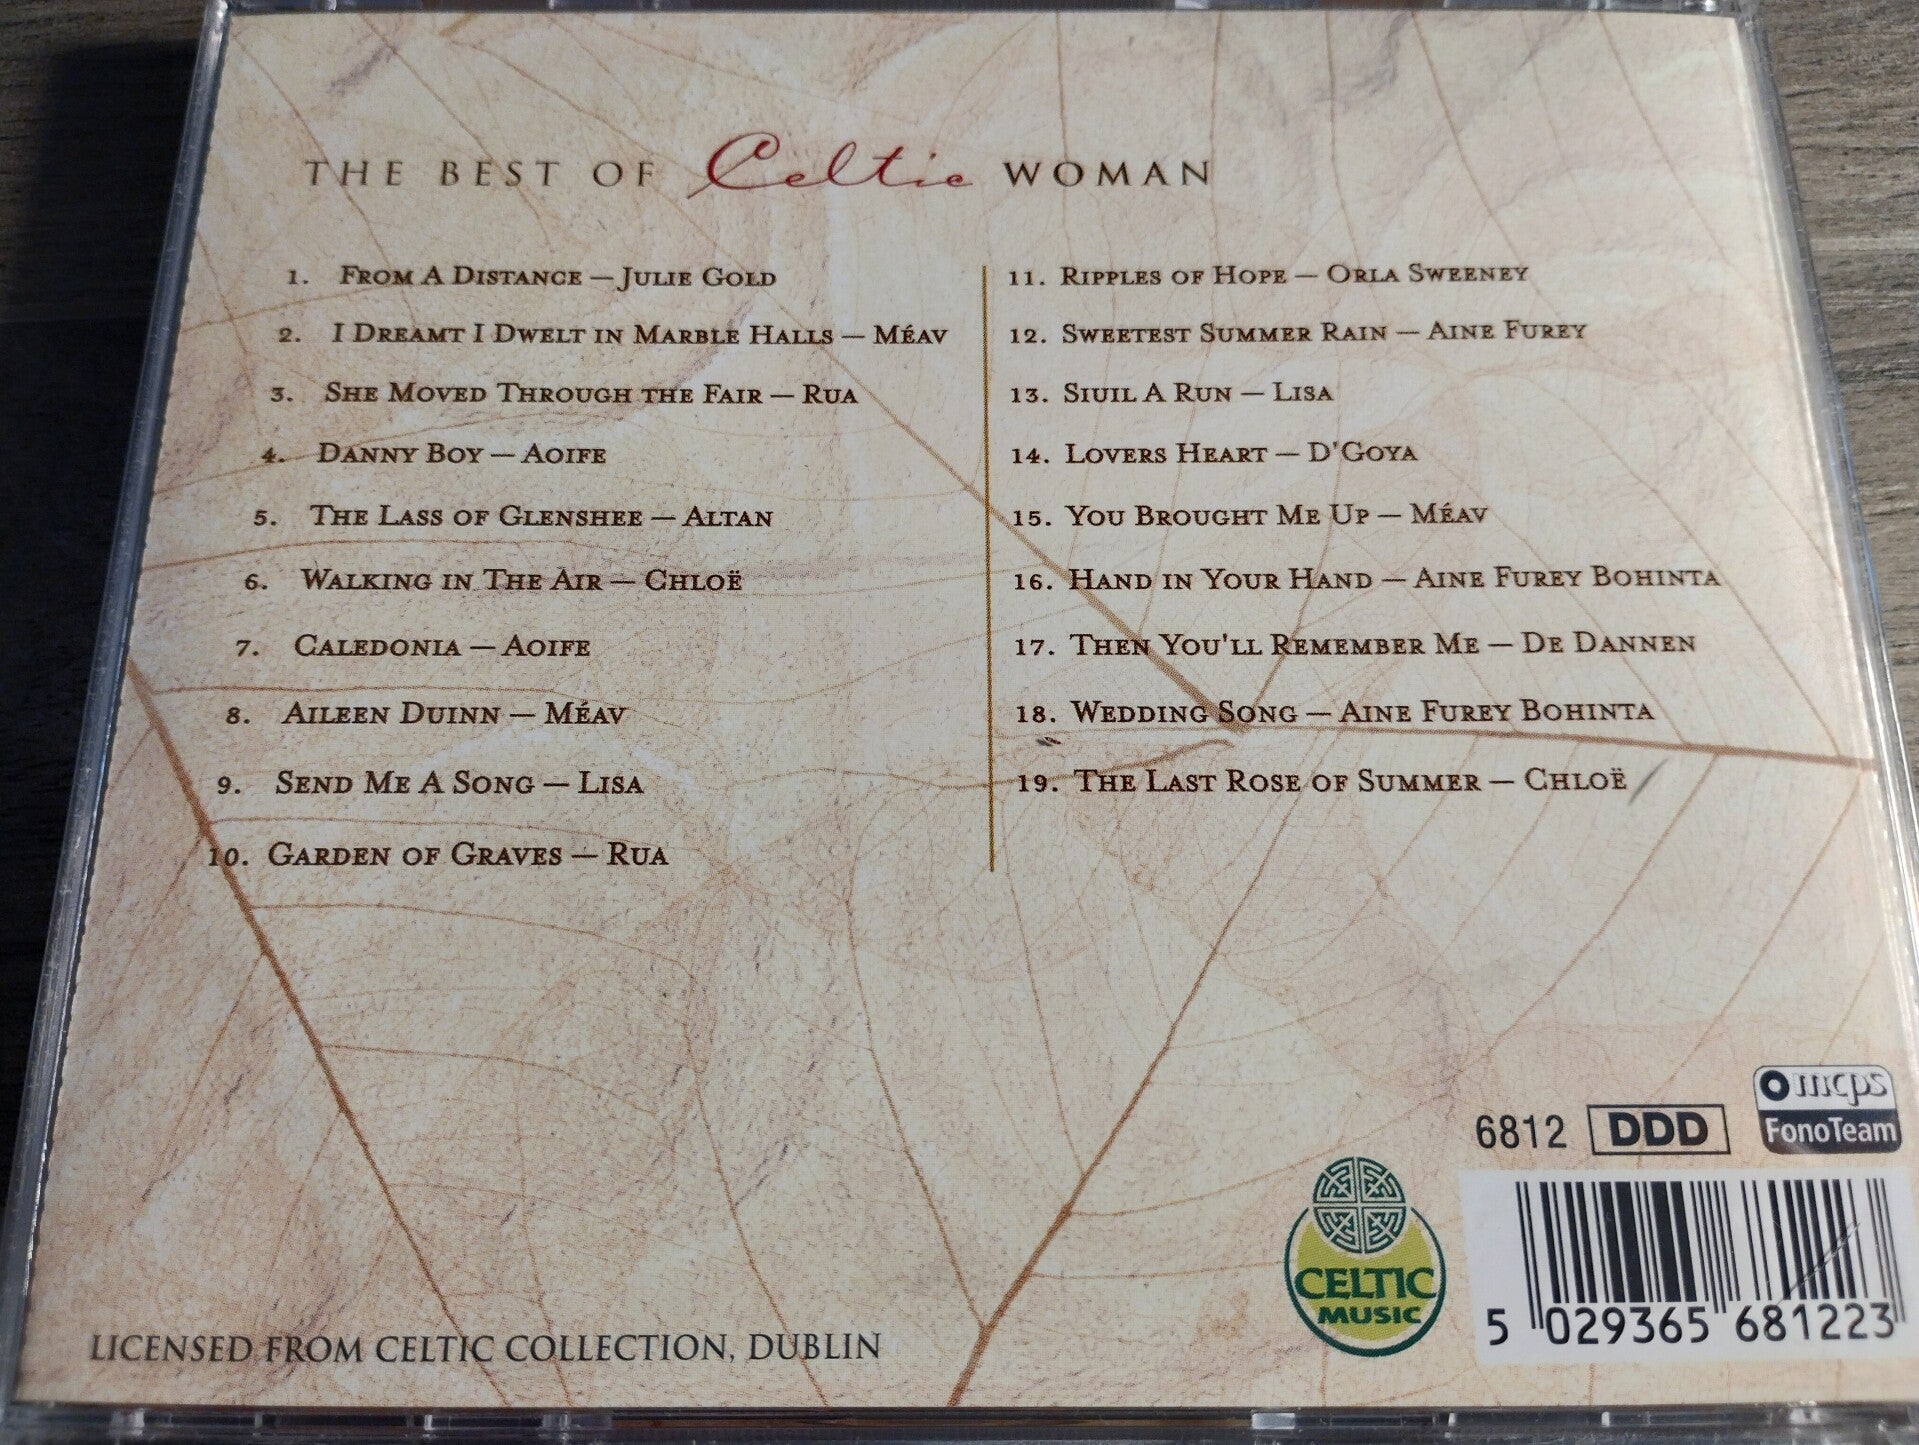 THE BEST OF Celtic WOMAN
1. FROM A DISTANCE — JULIE GOLD
2. I DREAMT I DWELT IN MARBLE HALLS — MÉAV
3. SHE MOVED THROUGH THE FAIR — RUA
4. DANNY BOY — AOIFE
5. THE LASS OF GLENSHEE — ALTAN
6. WALKING IN THE AIR — CHLOË
7. CALEDONIA — AOIFE
8. AILEEN DUINN — MÉAV
9. SEND ME A SONG — LISA
10. GARDEN OF GRAVES — RUA
11. RIPPLES OF HOPE — ORLA SWEENEY
12. SWEETEST SUMMER RAIN — AINE FUREY
13. SIUIL A RUN — LISA
14. LOVERS HEART — D'GOYA
15. YOU BROUGHT ME UP — MÉAV
16. HAND IN YOUR HAND — AINE FUREY BOHINTA
17. THEN YOU'LL REMEMBER ME — DE DANNEN
18. WEDDING SONG — AINE FUREY BOHINTA
19. THE LAST ROSE OF SUMMER — CHLOË
6812 DDD
mcps
FonoTeam
CELTIC
MUSIC
5 029365 681223
LICENSED FROM CELTIC COLLECTION, DUBLIN